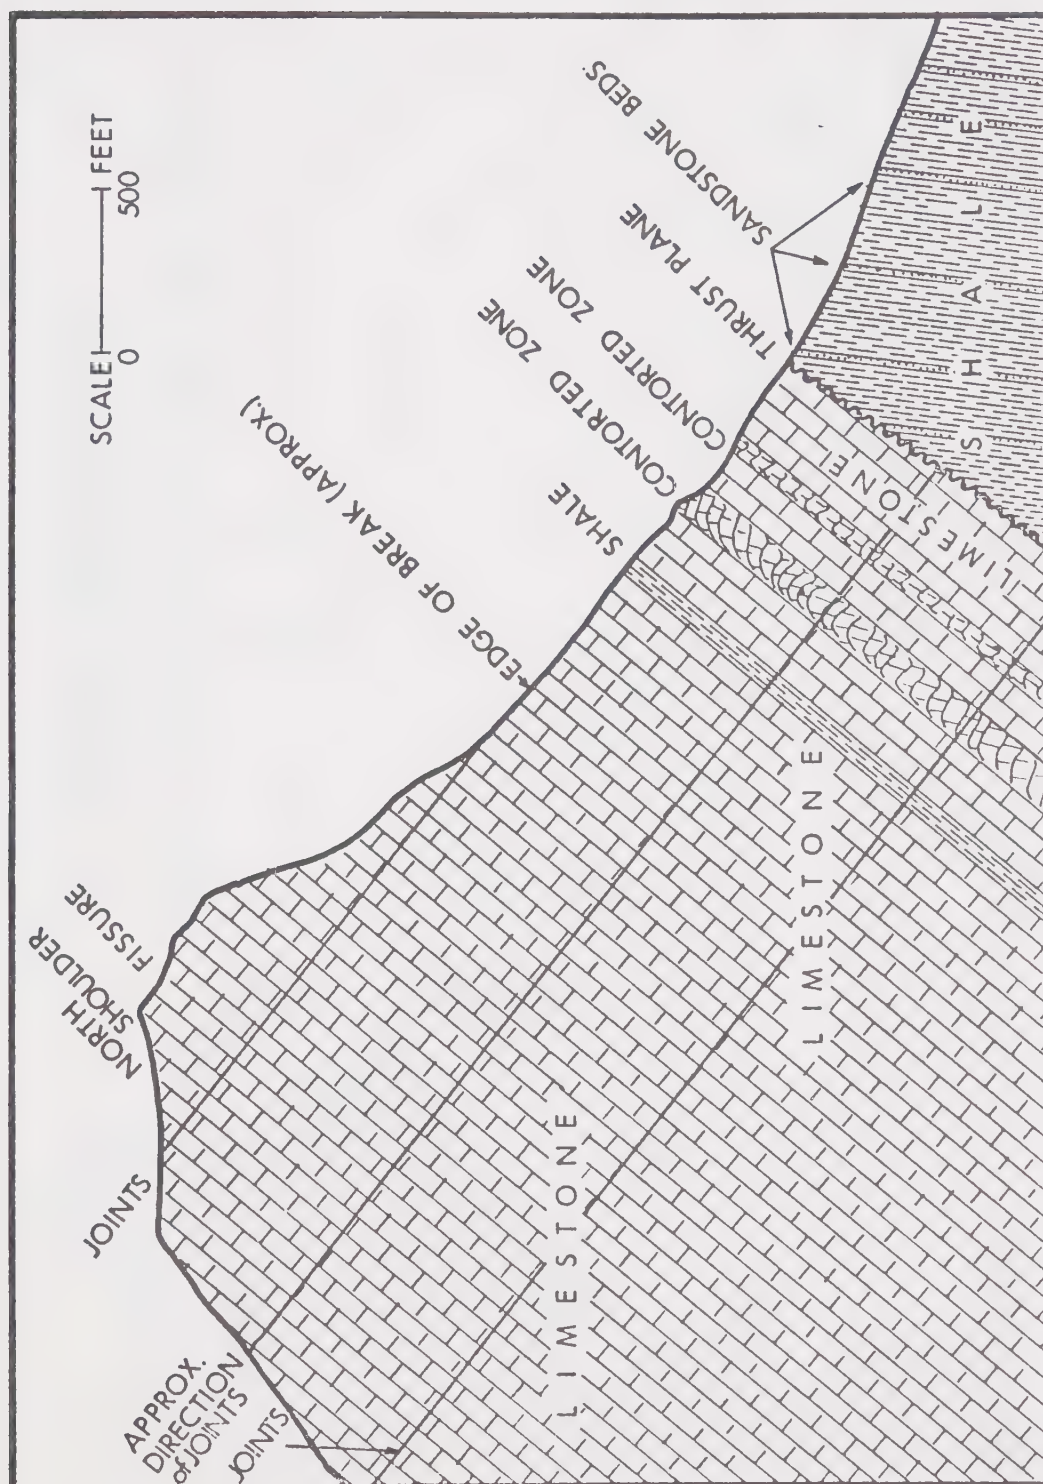 APPROX.
DIRECTION
of JOINTS
JOINTS
JOINTS
NORTH
SHOULDER
FISSURE
EDGE OF BREAK (APPROX.)
SHALE
CONTORTED ZONE
CONTORTED ZONE
THRUST PLANE
SANDSTONE BEDS
SCALE FEET
0 500
LIMESTONE
LIMESTONE
LIMESTONE
SHALE